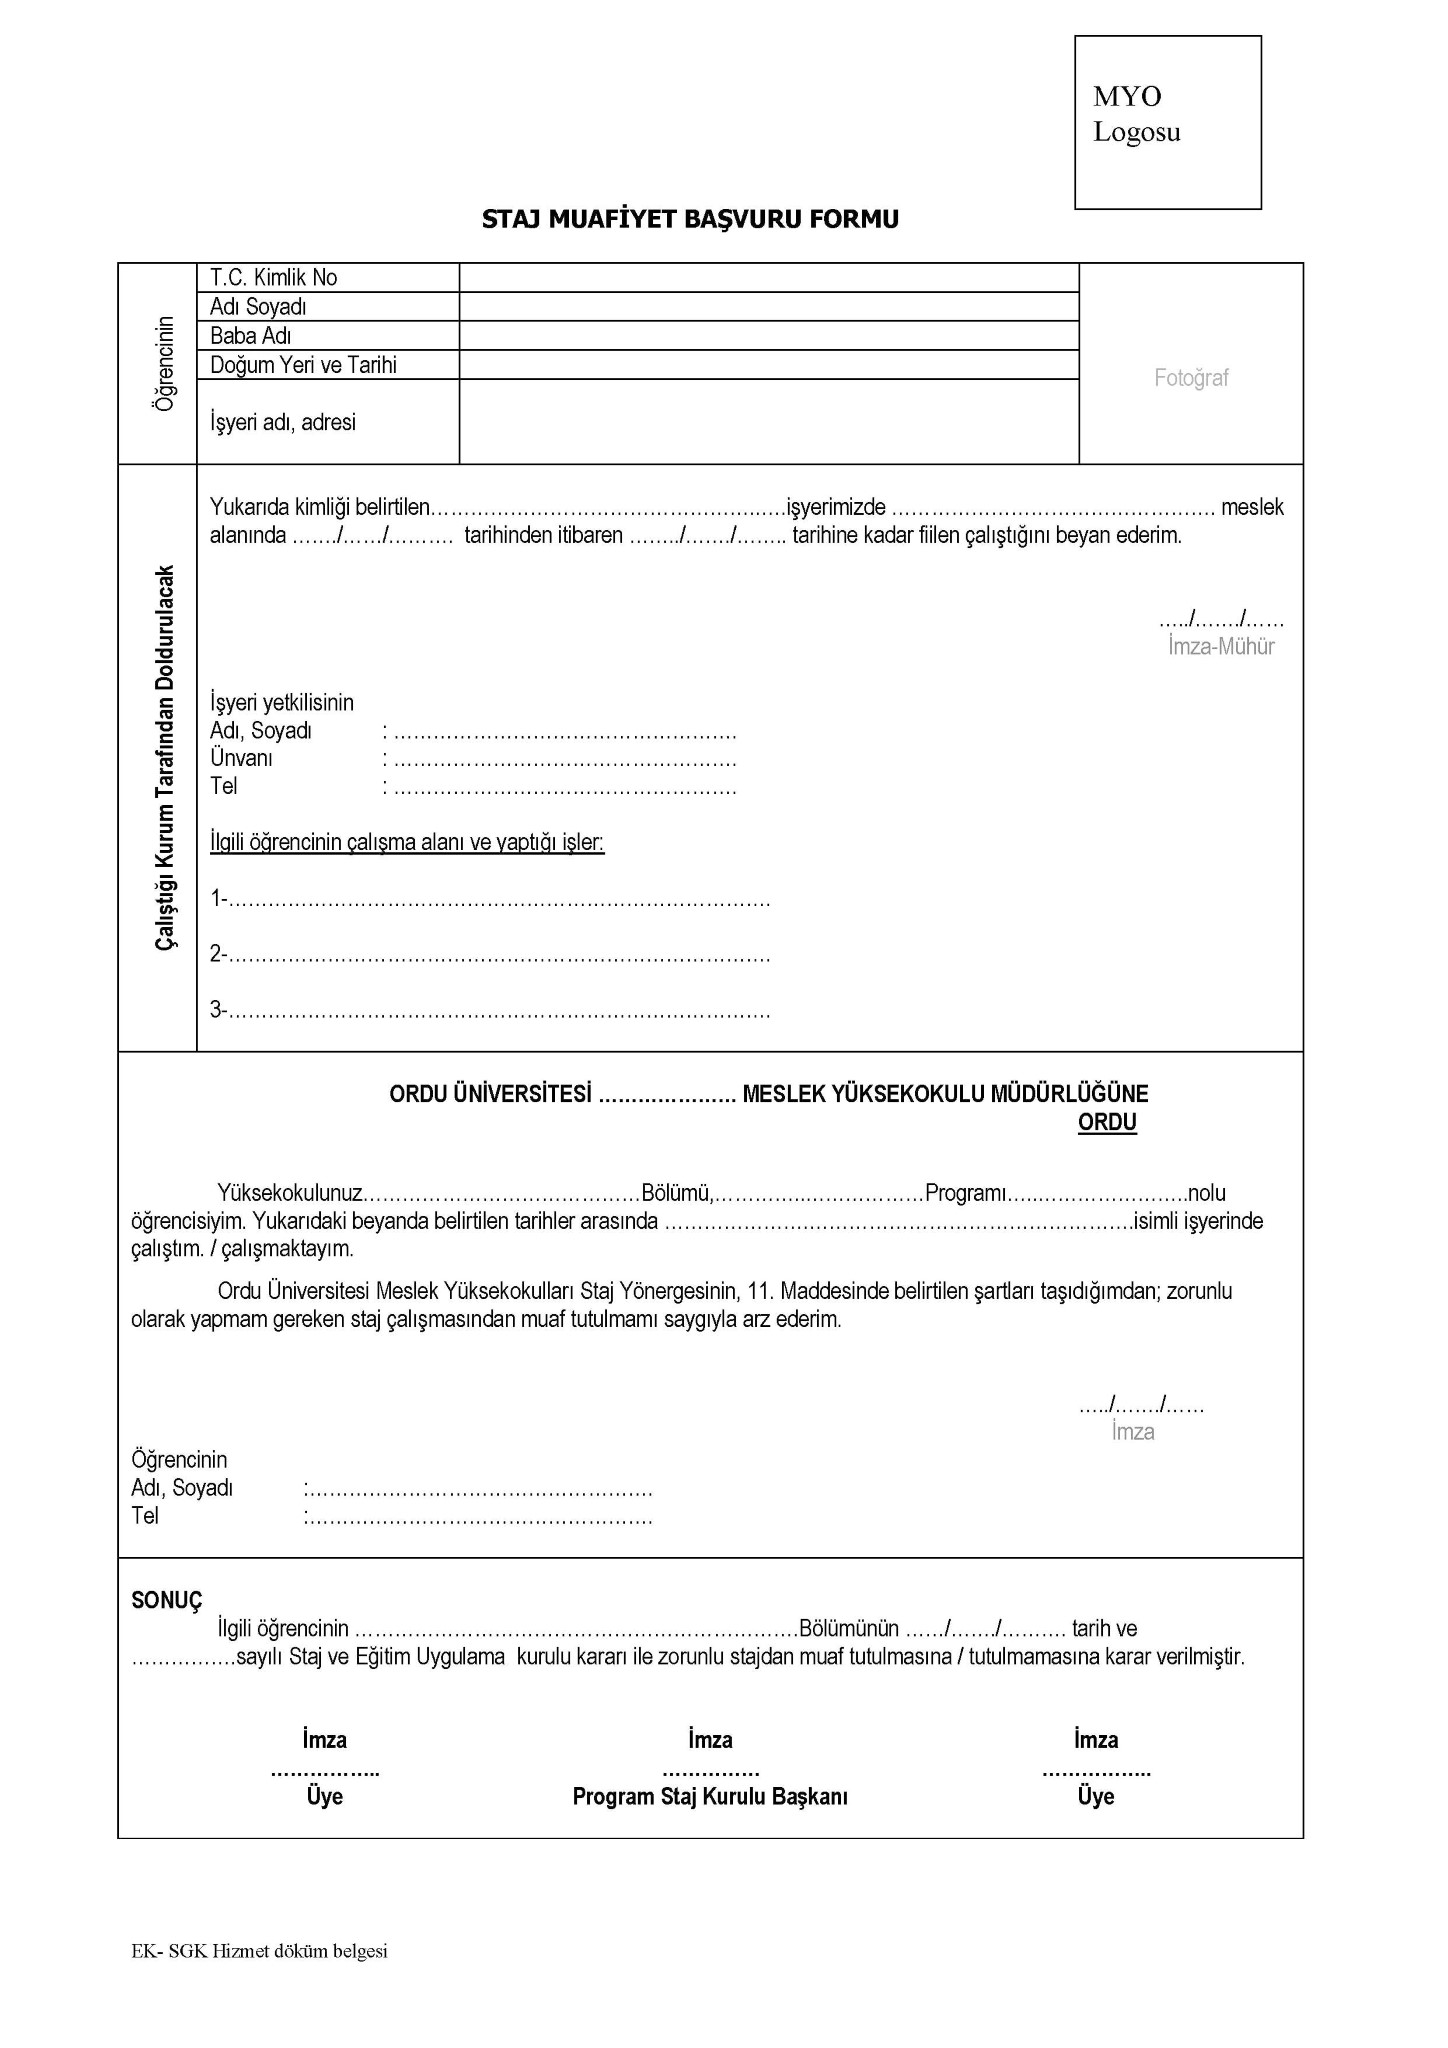 MYO
Logosu
STAJ MUAFİYET BAŞVURU FORMU
Öğrencinin
T.C. Kimlik No
Adı Soyadı
Baba Adı
Doğum Yeri ve Tarihi
İşyeri adı, adresi
Fotoğraf
Çalıştığı Kurum Tarafından Doldurulacak
Yukarıda kimliği belirtilen………………………………………………işyerimizde …………………………………………. meslek
alanında ……./……/………. tarihinden itibaren ……../……./…….. tarihine kadar fiilen çalıştığını beyan ederim.
…../……./……
İmza-Mühür
İşyeri yetkilisinin
Adı, Soyadı : …………………………………………….
Ünvanı : …………………………………………….
Tel : …………………………………………….
İlgili öğrencinin çalışma alanı ve yaptığı işler:
1-……………………………………………………………………….
2-……………………………………………………………………….
3-……………………………………………………………………….
ORDU ÜNİVERSİTESİ ………………… MESLEK YÜKSEKOKULU MÜDÜRLÜĞÜNE
ORDU
Yüksekokulunuz……………………………………Bölümü,…………..………………Programı…..………………….nolu
öğrencisiyim. Yukarıdaki beyanda belirtilen tarihler arasında …………………………………………………………….isimli işyerinde
çalıştım. / çalışmaktayım.
Ordu Üniversitesi Meslek Yüksekokulları Staj Yönergesinin, 11. Maddesinde belirtilen şartları taşıdığımdan; zorunlu
olarak yapmam gereken staj çalışmasından muaf tutulmamı saygıyla arz ederim.
…../……./……
İmza
Öğrencinin
Adı, Soyadı :…………………………………………….
Tel :…………………………………………….
SONUÇ
İlgili öğrencinin ………………………………………………………….Bölümünün ……/……./………. tarih ve
…………….sayılı Staj ve Eğitim Uygulama kurulu kararı ile zorunlu stajdan muaf tutulmasına / tutulmamasına karar verilmiştir.
İmza İmza İmza
…………….. …………… ……………..
Üye Program Staj Kurulu Başkanı Üye
EK- SGK Hizmet döküm belgesi